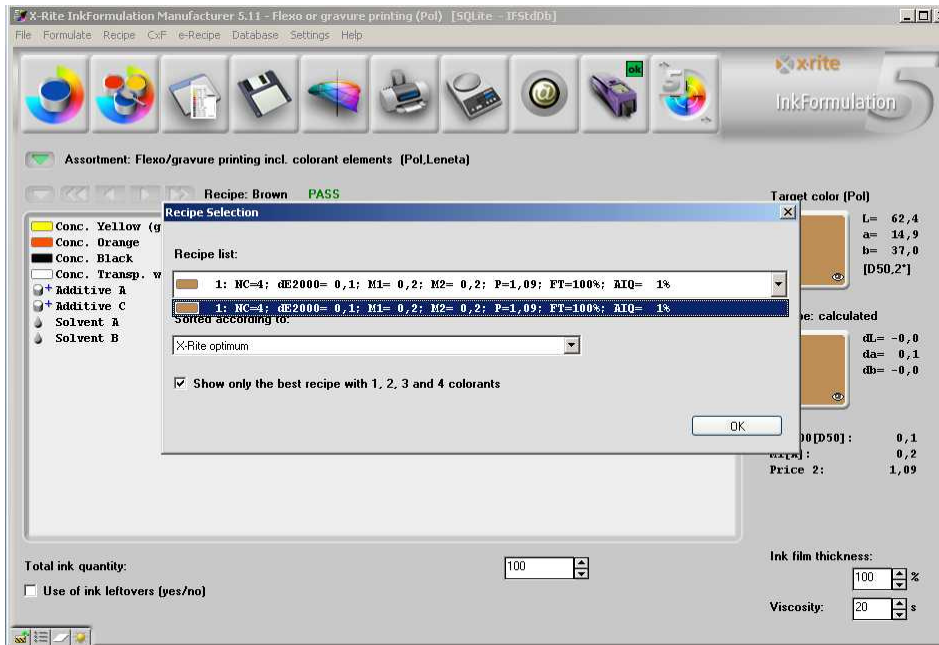 X-Rite InkFormulation Manufacturer 5.11 - Flexo or gravure printing (Pol) [SQLite - IFStdDb]
File Formulate Recipe CxF e-Recipe Database Settings Help
ok
5
x-rite
InkFormulation 5
Assortment: Flexo/gravure printing incl. colorant elements (Pol,Leneta)
Recipe: Brown PASS
Target color (Pol)
L= 62,4
a= 14,9
b= 37,0
[D50,2°]
Conc. Yellow (g
Conc. Orange
Conc. Black
Conc. Transp. w
Additive A
Additive C
Solvent A
Solvent B
Recipe Selection
Recipe list:
1: NC=4; dE2000= 0,1; M1= 0,2; M2= 0,2; P=1,09; FT=100%; AIQ= 1%
1: NC=4; dE2000= 0,1; M1= 0,2; M2= 0,2; P=1,09; FT=100%; AIQ= 1%
Sorted according to:
X-Rite optimum
Show only the best recipe with 1, 2, 3 and 4 colorants
OK
calculated
dL= -0,0
da= 0,1
db= -0,0
[D50]: 0,1
0,2
Price 2: 1,09
Total ink quantity: 100
Use of ink leftovers (yes/no)
Ink film thickness:
100 %
Viscosity: 20 s